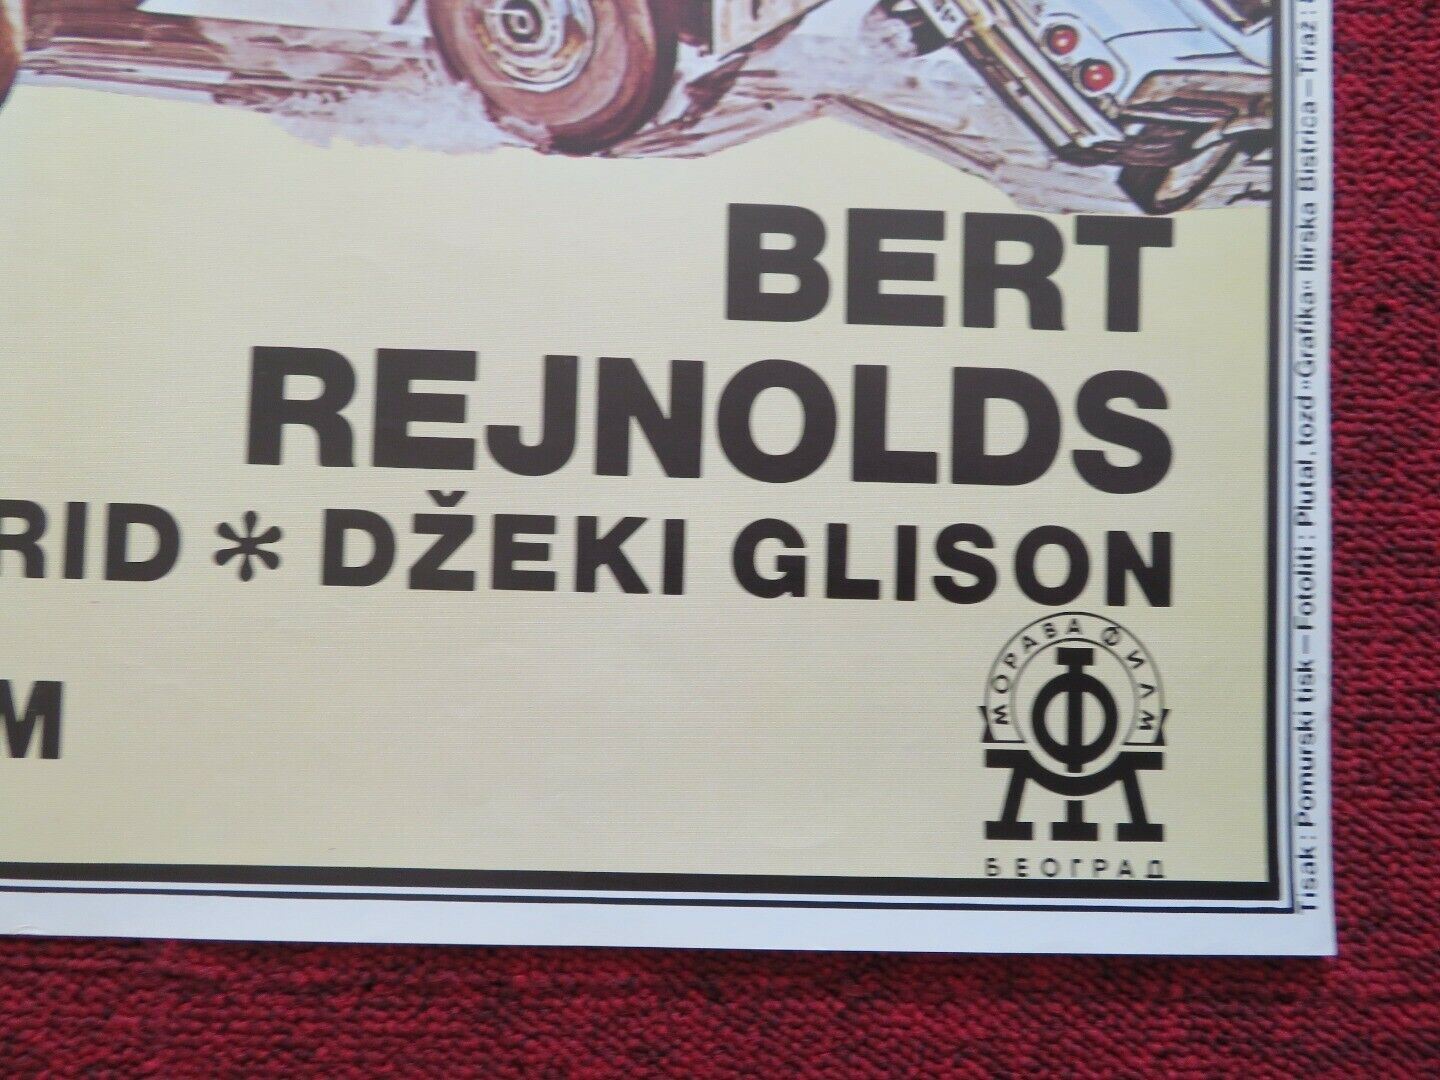 BERT
REJNOLDS
RID * DŽEKI GLISON
M
МОРАВА ФИЛМ
БЕОГРАД
Tisak : Pomurski tisk – Fotoliti : Plutal, tozd »Grafika« Ilirska Bistrica – Tiraž :